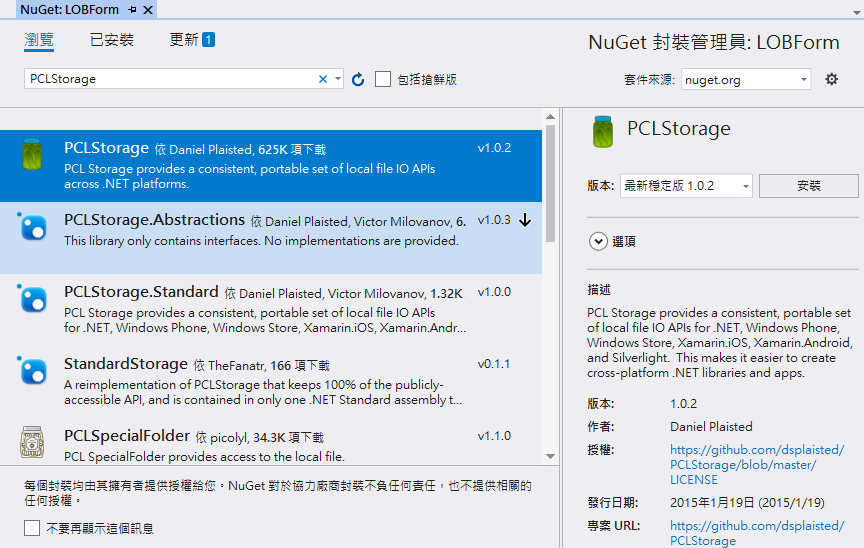 NuGet: LOBForm
瀏覽 已安裝 更新 1
NuGet 封裝管理員: LOBForm
PCLStorage
包括搶鮮版
套件來源: nuget.org
PCLStorage 依 Daniel Plaisted, 625K 項下載 v1.0.2
PCL Storage provides a consistent, portable set of local file IO APIs
across .NET platforms.
PCLStorage.Abstractions 依 Daniel Plaisted, Victor Milovanov, 6. v1.0.3
This library only contains interfaces. No implementations are provided.
PCLStorage.Standard 依 Daniel Plaisted, Victor Milovanov, 1.32K v1.0.0
PCL Storage provides a consistent, portable set of local file IO APIs
for .NET, Windows Phone, Windows Store, Xamarin.iOS, Xamarin.Andr...
StandardStorage 依 TheFanatr, 166 項下載 v0.1.1
A reimplementation of PCLStorage that keeps 100% of the publicly-
accessible API, and is contained in only one .NET Standard assembly t...
PCLSpecialFolder 依 picolyl, 34.3K 項下載 v1.1.0
PCL SpecialFolder provides access to the local file.
每個封裝均由其擁有者提供授權給您。NuGet 對於協力廠商封裝不負任何責任，也不提供相關的
任何授權。
不要再顯示這個訊息
PCLStorage
版本: 最新穩定版 1.0.2 安裝
選項
描述
PCL Storage provides a consistent, portable set
of local file IO APIs for .NET, Windows Phone,
Windows Store, Xamarin.iOS, Xamarin.Android,
and Silverlight. This makes it easier to create
cross-platform .NET libraries and apps.
版本: 1.0.2
作者: Daniel Plaisted
授權: https://github.com/dsplaisted/
PCLStorage/blob/master/
LICENSE
發行日期: 2015年1月19日 (2015/1/19)
專案 URL: https://github.com/dsplaisted/
PCLStorage